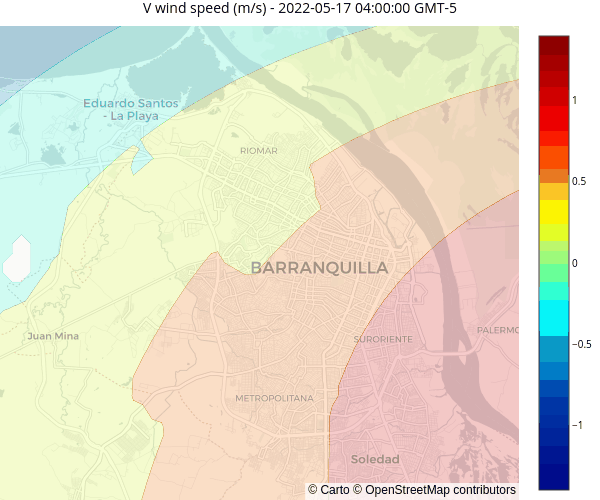 V wind speed (m/s) - 2022-05-17 04:00:00 GMT-5
Eduardo Santos
- La Playa
RIOMAR
BARRANQUILLA
Juan Mina
SURORIENTE
PALERMO
METROPOLITANA
Soledad
© Carto © OpenStreetMap contributors
1
0.5
0
−0.5
−1